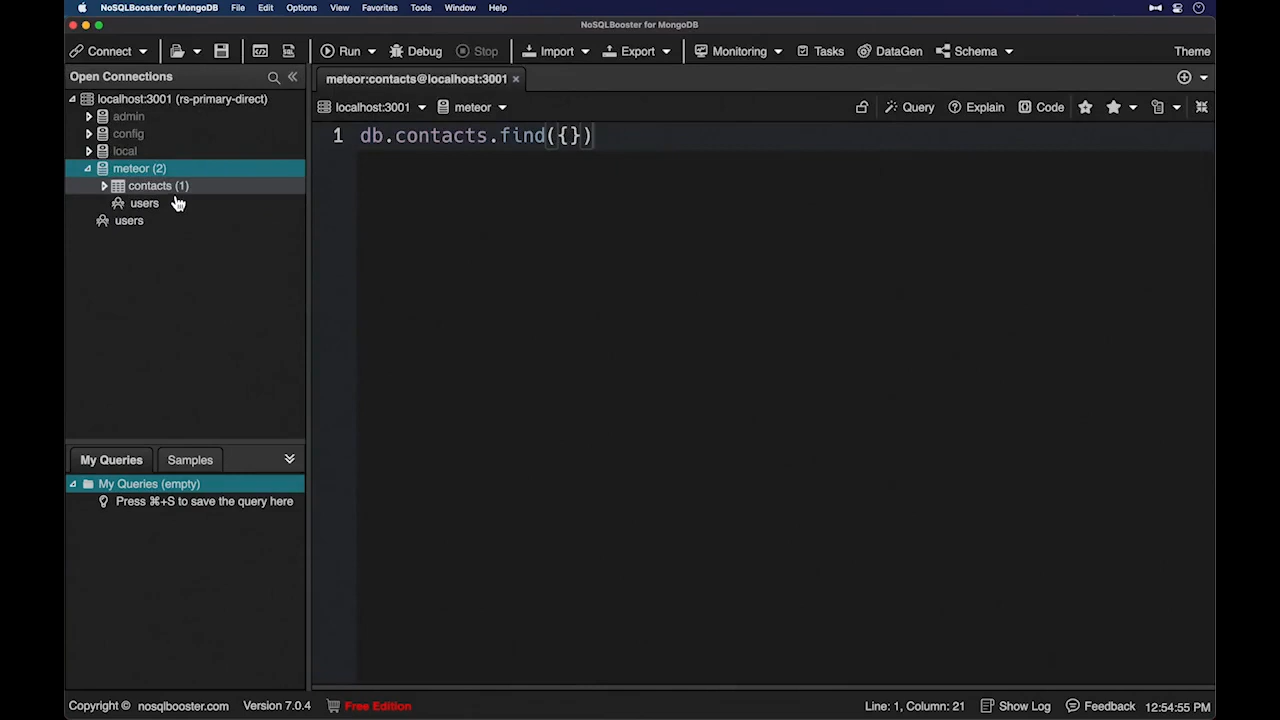 NoSQLBooster for MongoDB File Edit Options View Favorites Tools Window Help
NoSQLBooster for MongoDB
Connect Run Debug Stop Import Export Monitoring Tasks DataGen Schema Theme
Open Connections
meteor:contacts@localhost:3001
localhost:3001 (rs-primary-direct)
localhost:3001 meteor Query Explain Code
admin
config
local
meteor (2)
contacts (1)
users
users
1 db.contacts.find({})
My Queries Samples
My Queries (empty)
Press ⌘+S to save the query here
Copyright © nosqlbooster.com Version 7.0.4 Free Edition Line: 1, Column: 21 Show Log Feedback 12:54:55 PM